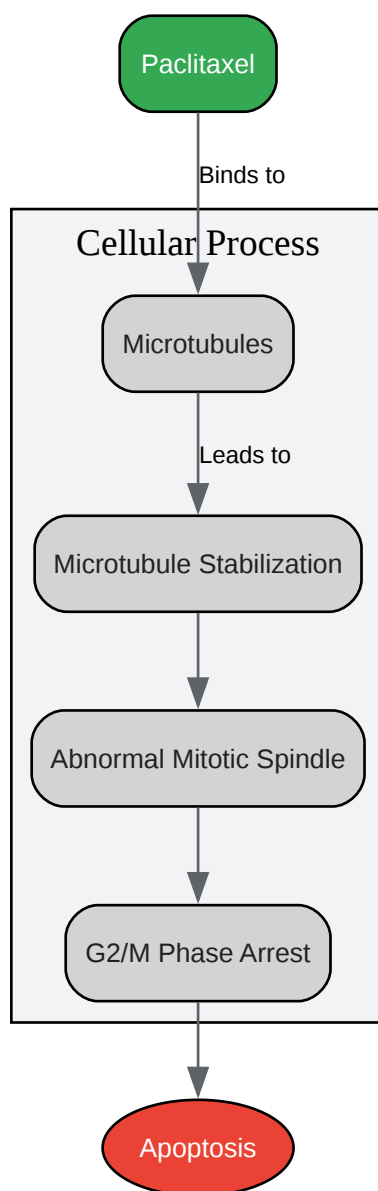 Paclitaxel
Binds to
Cellular Process
Microtubules
Leads to
Microtubule Stabilization
Abnormal Mitotic Spindle
G2/M Phase Arrest
Apoptosis